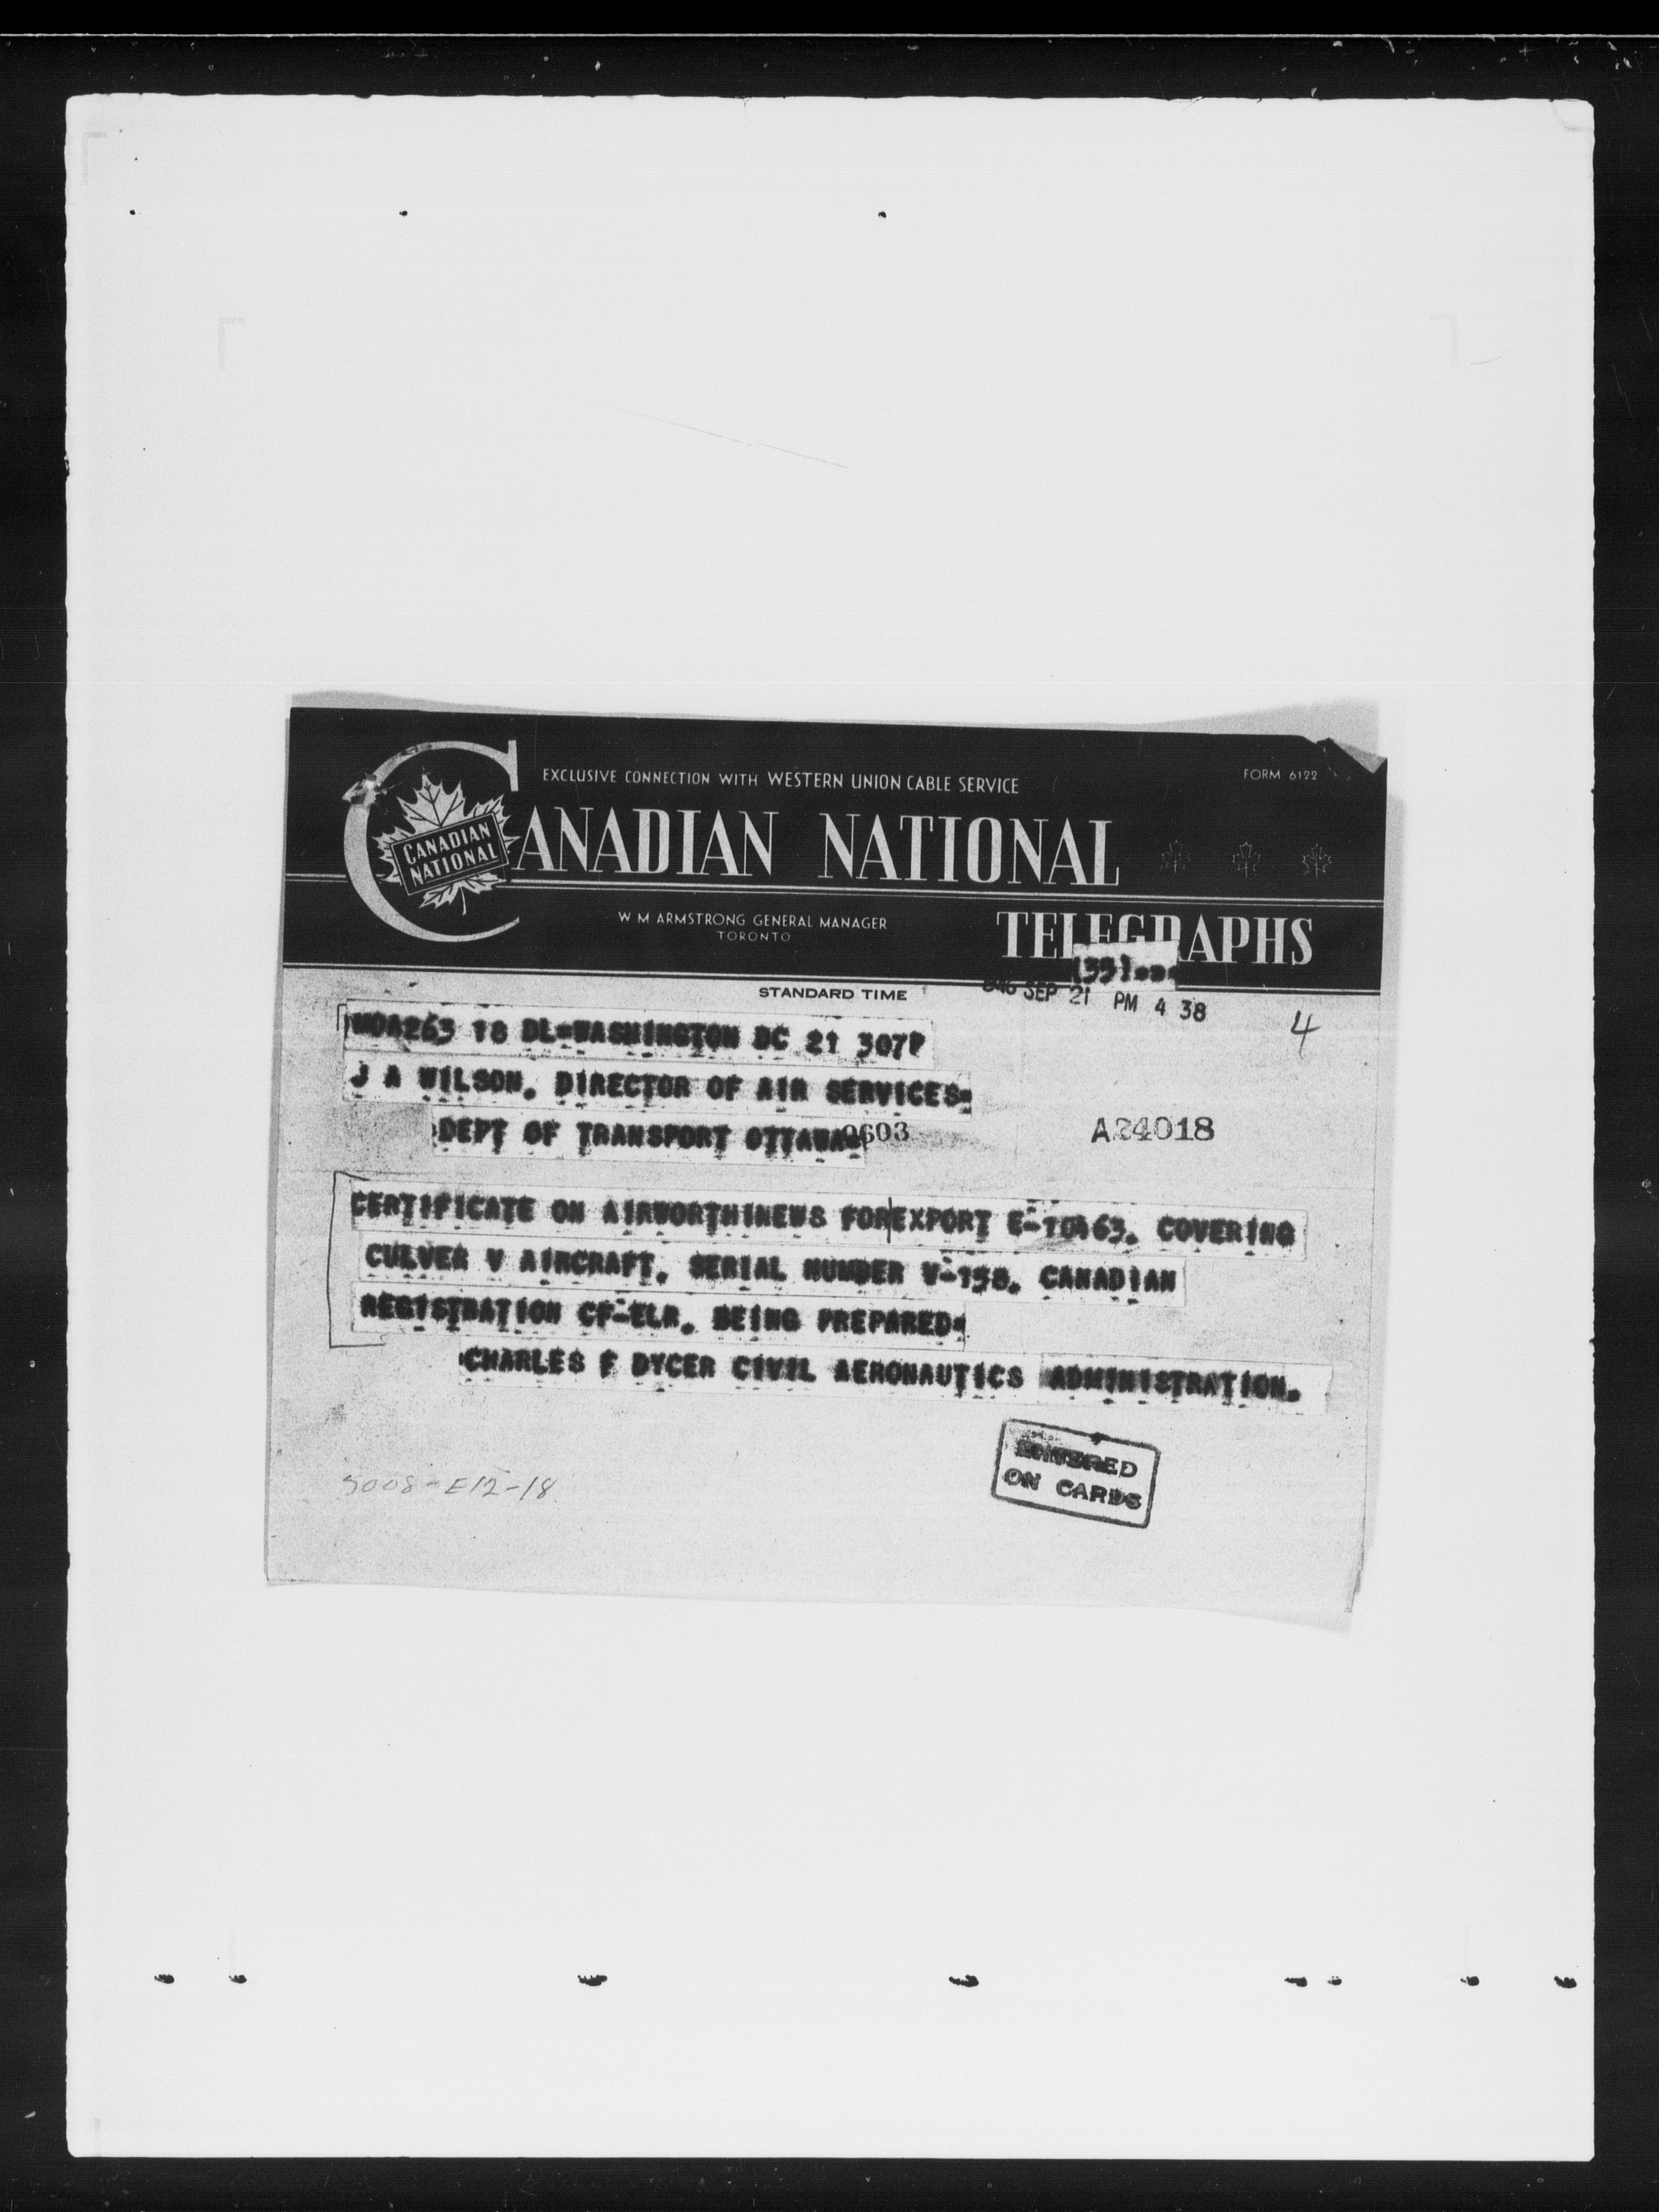 EXCLUSIVE CONNECTION WITH WESTERN UNION CABLE SERVICE
FORM 6122
CANADIAN NATIONAL
CANADIAN
NATIONAL
W M ARMSTRONG GENERAL MANAGER
TORONTO
TELEGRAPHS
STANDARD TIME
SEP 21 PM 4 38
4
18 DL=WASHINGTON DC 21 307P
J A WILSON, DIRECTOR OF AIR SERVICES=
DEPT OF TRANSPORT OTTAWA=
A24018
CERTIFICATE ON AIRWORTHINEWS FOREXPORT COVERING
CULVER V AIRCRAFT, SERIAL NUMBER V-198, CANADIAN
REGISTRATION CF-ELR, BEING PREPARED=
CHARLES F DYCER CIVIL AERONAUTICS ADMINISTRATION.
ENTERED
ON CARDS
5008-E12-18